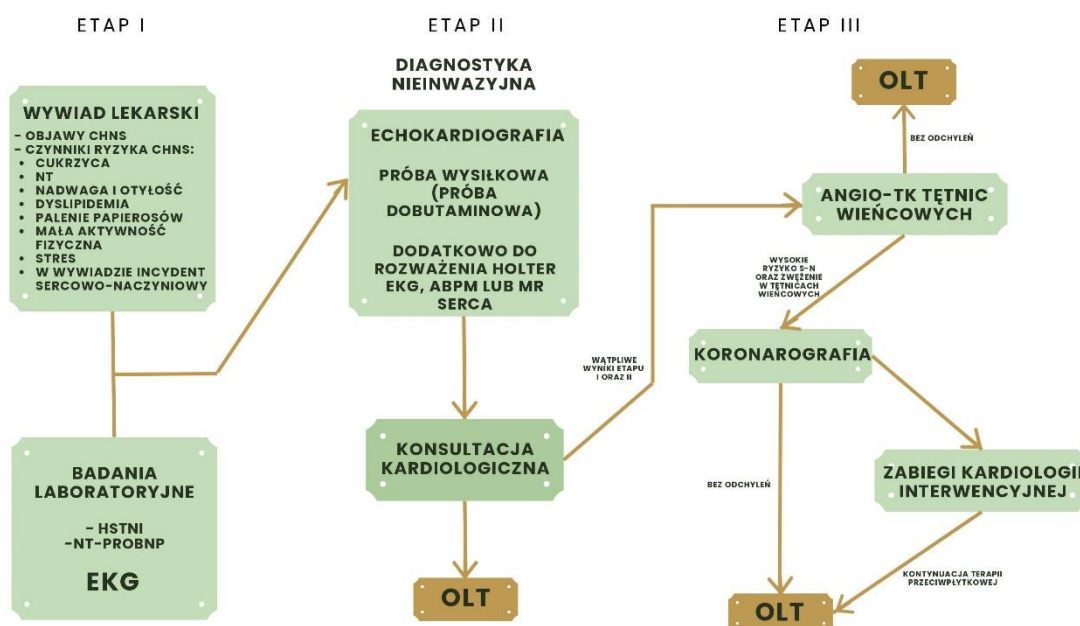 ETAP I
WYWIAD LEKARSKI
- OBJAWY CHNS
- CZYNNIKI RYZYKA CHNS:
• CUKRZYCA
• NT
• NADWAGA I OTYŁOŚĆ
• DYSLIPIDEMIA
• PALENIE PAPIEROSÓW
• MAŁA AKTYWNOŚĆ
FIZYCZNA
• STRES
• W WYWIADZIE INCYDENT
SERCOWO-NACZYNIOWY
BADANIA
LABORATORYJNE
- HSTNI
-NT-PROBNP
EKG
ETAP II
DIAGNOSTYKA
NIEINWAZYJNA
ECHOKARDIOGRAFIA
PRÓBA WYSIŁKOWA
(PRÓBA
DOBUTAMINOWA)
DODATKOWO DO
ROZWAŻENIA HOLTER
EKG, ABPM LUB MR
SERCA
KONSULTACJA
KARDIOLOGICZNA
OLT
WĄTPLIWE
WYNIKI ETAPU
I ORAZ II
ETAP III
OLT
BEZ ODCHYLEŃ
ANGIO-TK TĘTNIC
WIEŃCOWYCH
WYSOKIE
RYZYKO S-N
ORAZ ZWĘŻENIE
W TĘTNICACH
WIEŃCOWYCH
KORONAROGRAFIA
BEZ ODCHYLEŃ
ZABIEGI KARDIOLOGII
INTERWENCYJNEJ
KONTYNUACJA TERAPII
PRZECIWPŁYTKOWEJ
OLT